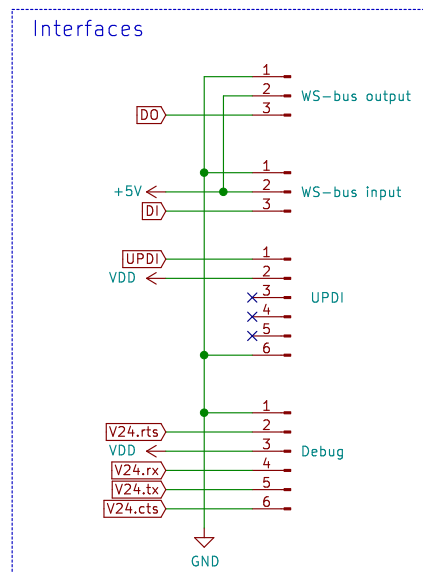 Interfaces
1
2 WS-bus output
DO 3
1
+5V 2 WS-bus input
DI 3
UPDI 1
VDD 2
3 UPDI
4
5
6
1
V24.rts 2
VDD 3 Debug
V24.rx 4
V24.tx 5
V24.cts 6
GND